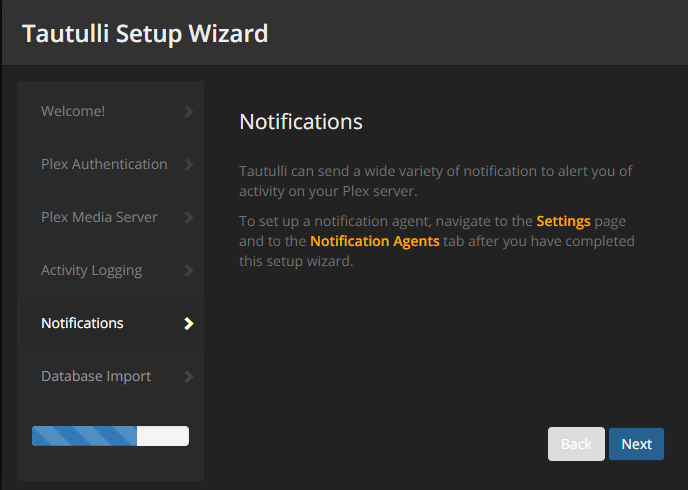 Tautulli Setup Wizard
Welcome!
Plex Authentication
Plex Media Server
Activity Logging
Notifications
Database Import
Notifications
Tautulli can send a wide variety of notification to alert you of
activity on your Plex server.
To set up a notification agent, navigate to the Settings page
and to the Notification Agents tab after you have completed
this setup wizard.
Back
Next